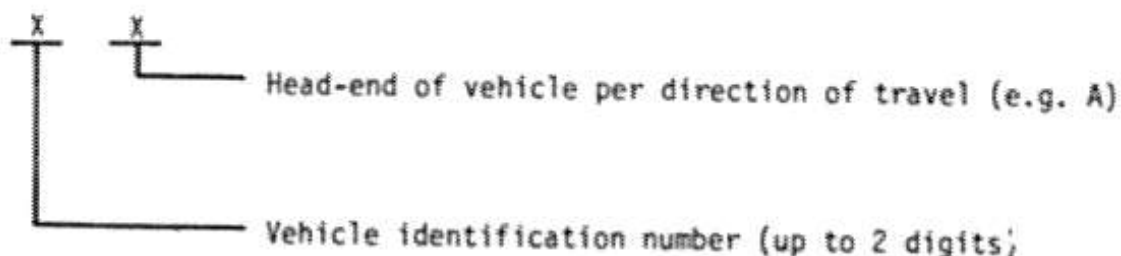 X X
Head-end of vehicle per direction of travel (e.g. A)
Vehicle identification number (up to 2 digits)